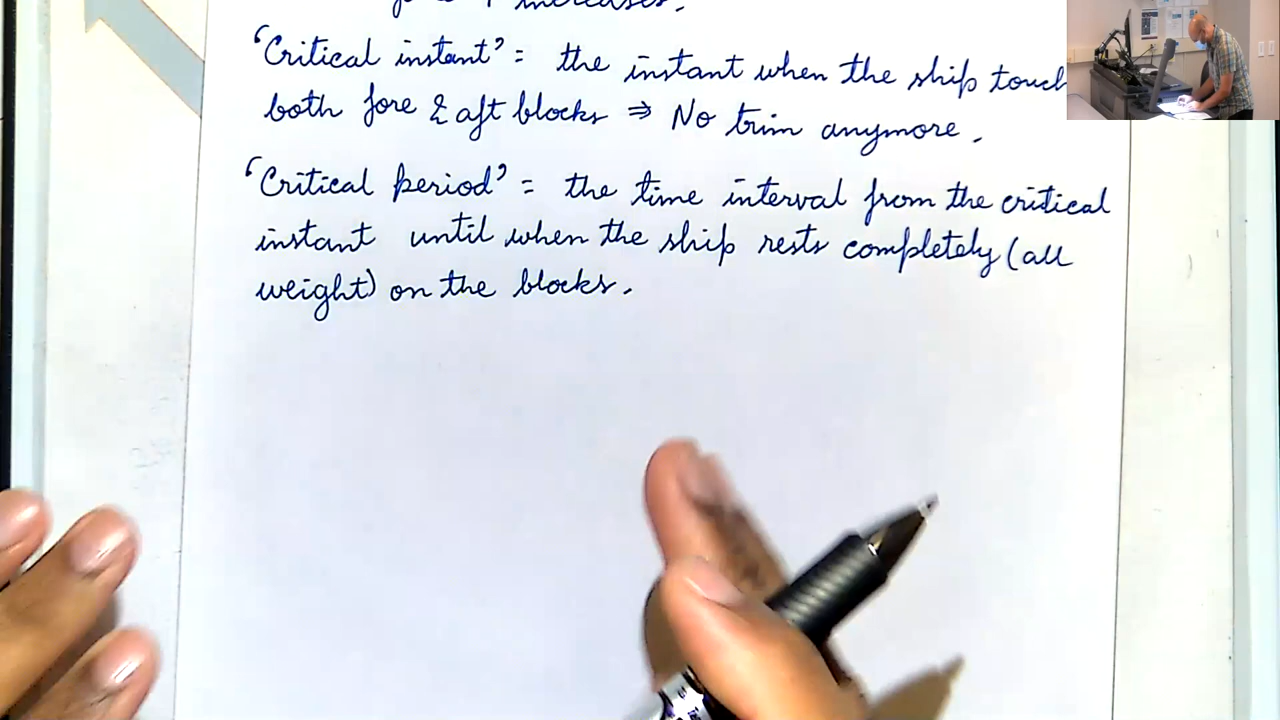 increases.
'Critical instant' = the instant when the ship touch
both fore & aft blocks ⇒ No trim anymore.
'Critical period' = the time interval from the critical
instant until when the ship rests completely (all
weight) on the blocks.